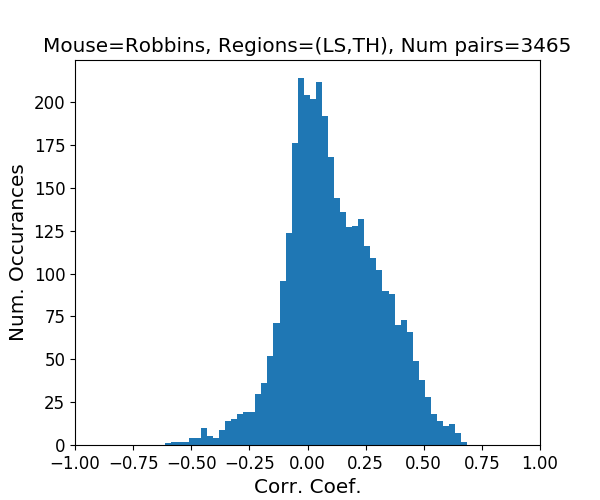 Mouse=Robbins, Regions=(LS,TH), Num pairs=3465
Num. Occurances
200
175
150
125
100
75
50
25
0
−1.00 −0.75 −0.50 −0.25 0.00 0.25 0.50 0.75 1.00
Corr. Coef.